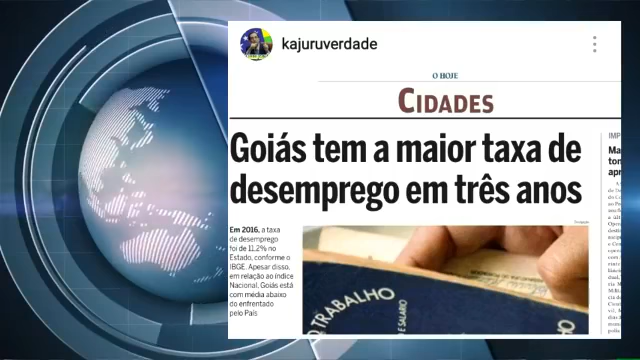 kajuruverdade
O HOJE
CIDADES
Goiás tem a maior taxa de
desemprego em três anos
Em 2016, a taxa
de desemprego
foi de 11,2% no
Estado, conforme o
IBGE. Apesar disso,
em relação ao índice
Nacional, Goiás está
com média abaixo
do enfrentado
pelo País
TRABALHO
E SALARIO